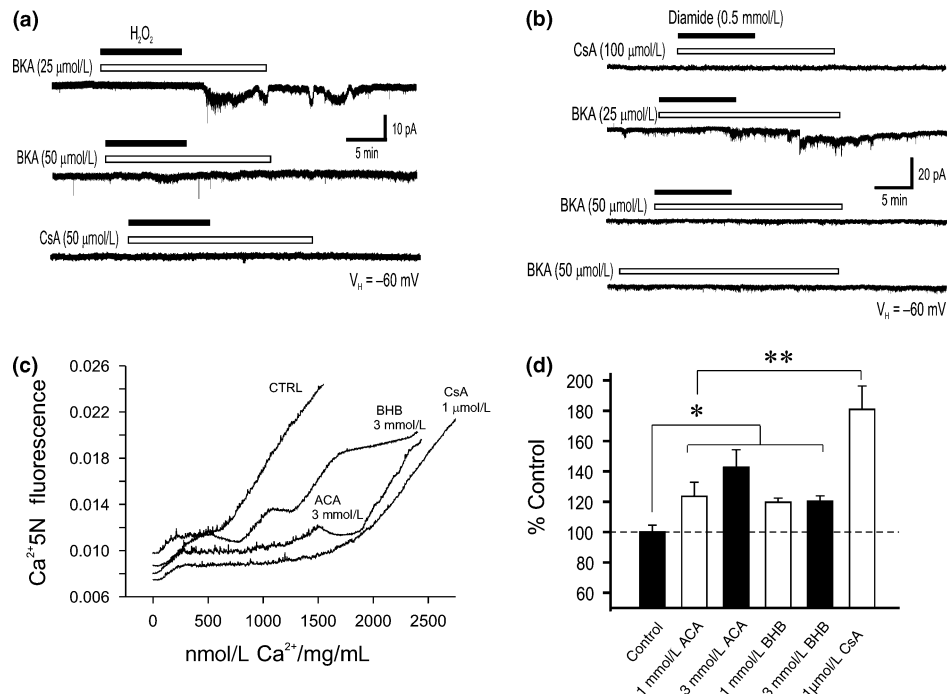 (a)
H₂O₂
BKA (25 μmol/L)
10 pA
5 min
BKA (50 μmol/L)
CsA (50 μmol/L)
V_H = –60 mV
(b)
Diamide (0.5 mmol/L)
CsA (100 μmol/L)
BKA (25 μmol/L)
20 pA
5 min
BKA (50 μmol/L)
BKA (50 μmol/L)
V_H = –60 mV
(c)
Ca²⁺5N fluorescence
0.026
0.022
0.018
0.014
0.010
0.006
CTRL
BHB
3 mmol/L
CsA
1 μmol/L
ACA
3 mmol/L
0 500 1000 1500 2000 2500
nmol/L Ca²⁺/mg/mL
(d)
% Control
200
180
160
140
120
100
80
60
*
**
Control
1 mmol/L ACA
3 mmol/L ACA
1 mmol/L BHB
3 mmol/L BHB
1μmol/L CsA